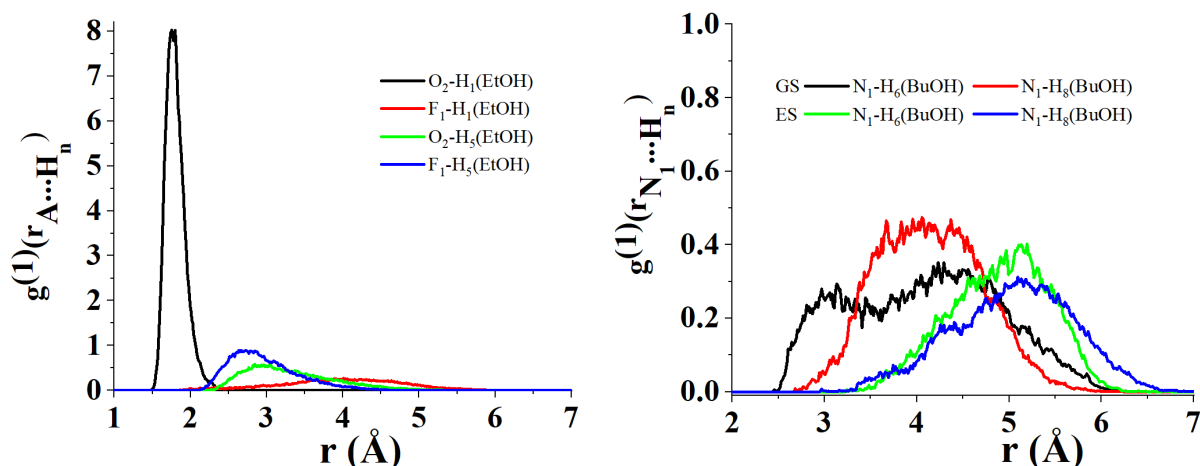 g(1)(rA···Hn)
8
7
6
5
4
3
2
1
0
O2-H1(EtOH)
F1-H1(EtOH)
O2-H5(EtOH)
F1-H5(EtOH)
1 2 3 4 5 6 7
r (Å)
g(1)(rN1···Hn)
1.0
0.8
0.6
0.4
0.2
0.0
GS N1-H6(BuOH) N1-H8(BuOH)
ES N1-H6(BuOH) N1-H8(BuOH)
2 3 4 5 6 7
r (Å)